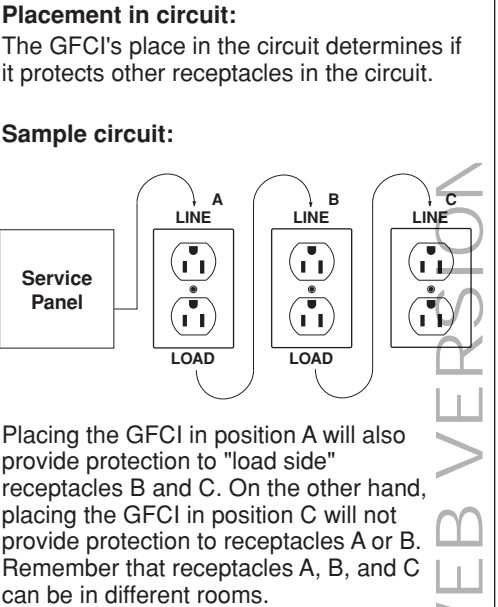 Placement in circuit:
The GFCI's place in the circuit determines if
it protects other receptacles in the circuit.
Sample circuit:
A
B
C
LINE
LINE
LINE
Service
Panel
LOAD
LOAD
Placing the GFCI in position A will also
provide protection to "load side"
receptacles B and C. On the other hand,
placing the GFCI in position C will not
provide protection to receptacles A or B.
Remember that receptacles A, B, and C
can be in different rooms.
WEB VERSION